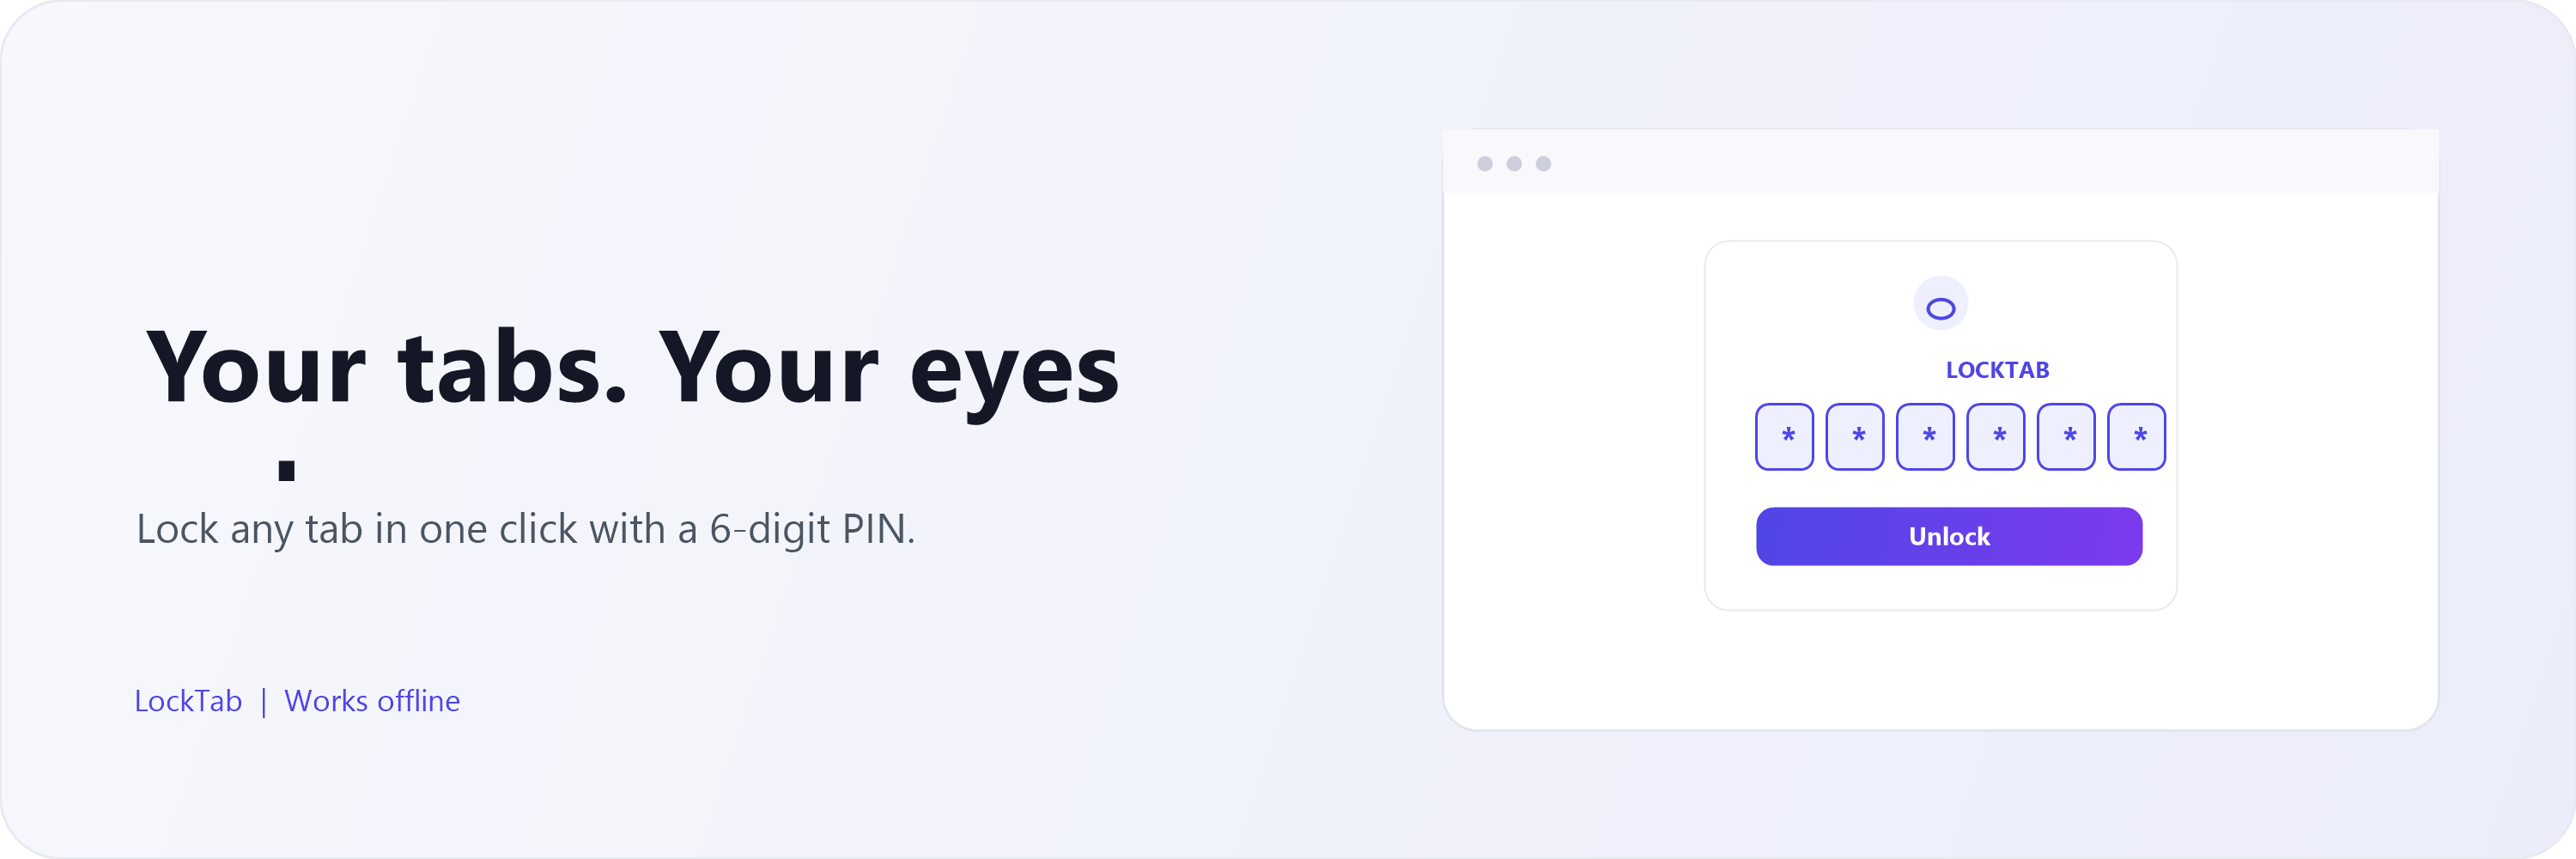 Your tabs. Your eyes
.
Lock any tab in one click with a 6-digit PIN.
LockTab | Works offline
LOCKTAB
* * * * * *
Unlock